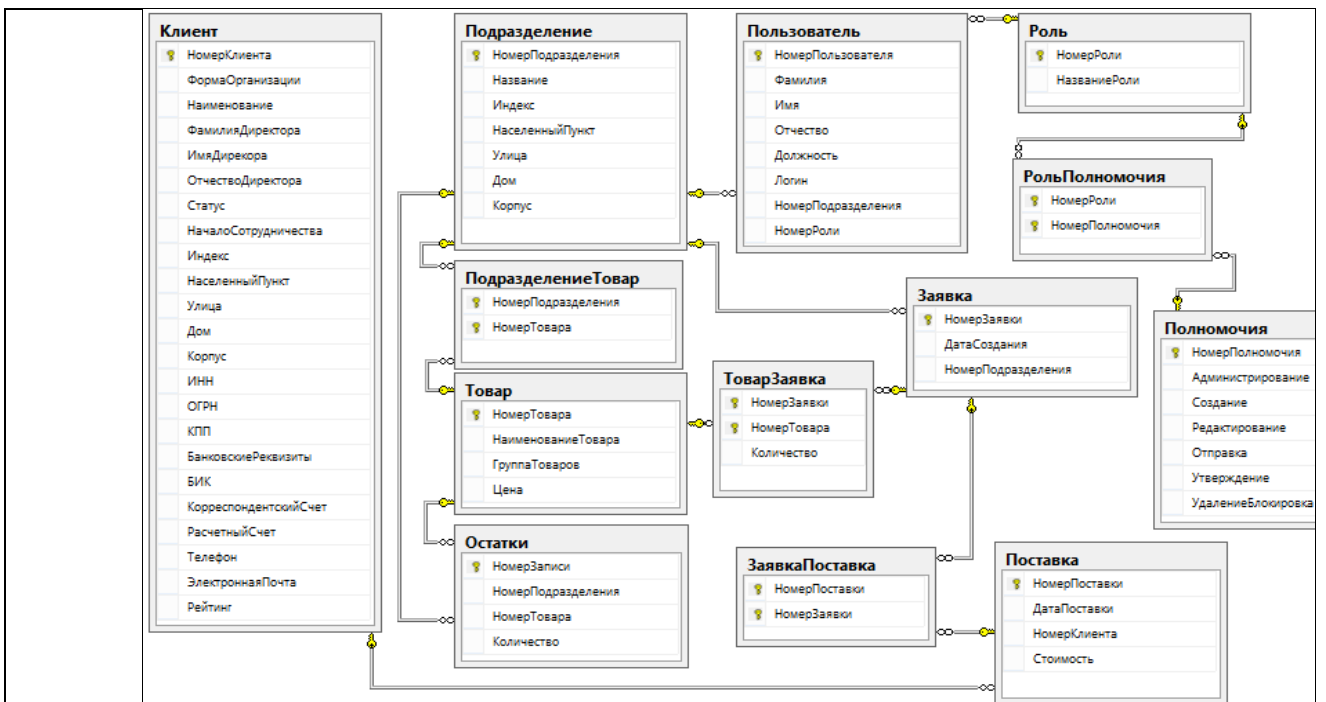 Клиент
НомерКлиента
ФормаОрганизации
Наименование
ФамилияДиректора
ИмяДирекора
ОтчествоДиректора
Статус
НачалоСотрудничества
Индекс
НаселенныйПункт
Улица
Дом
Корпус
ИНН
ОГРН
КПП
БанковскиеРеквизиты
БИК
КорреспондентскийСчет
РасчетныйСчет
Телефон
ЭлектроннаяПочта
Рейтинг
Подразделение
НомерПодразделения
Название
Индекс
НаселенныйПункт
Улица
Дом
Корпус
ПодразделениеТовар
НомерПодразделения
НомерТовара
Товар
НомерТовара
НаименованиеТовара
ГруппаТоваров
Цена
Остатки
НомерЗаписи
НомерПодразделения
НомерТовара
Количество
Пользователь
НомерПользователя
Фамилия
Имя
Отчество
Должность
Логин
НомерПодразделения
НомерРоли
Роль
НомерРоли
НазваниеРоли
РольПолномочия
НомерРоли
НомерПолномочия
Заявка
НомерЗаявки
ДатаСоздания
НомерПодразделения
ТоварЗаявка
НомерЗаявки
НомерТовара
Количество
Полномочия
НомерПолномочия
Администрирование
Создание
Редактирование
Отправка
Утверждение
УдалениеБлокировка
ЗаявкаПоставка
НомерПоставки
НомерЗаявки
Поставка
НомерПоставки
ДатаПоставки
НомерКлиента
Стоимость